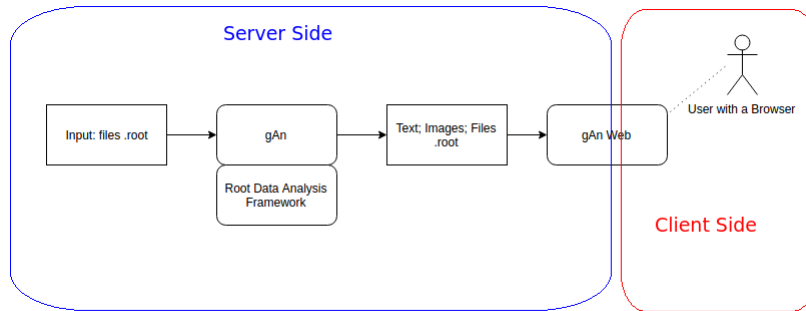 Server Side
Input: files .root
gAn
Text; Images; Files
.root
gAn Web
User with a Browser
Root Data Analysis
Framework
Client Side